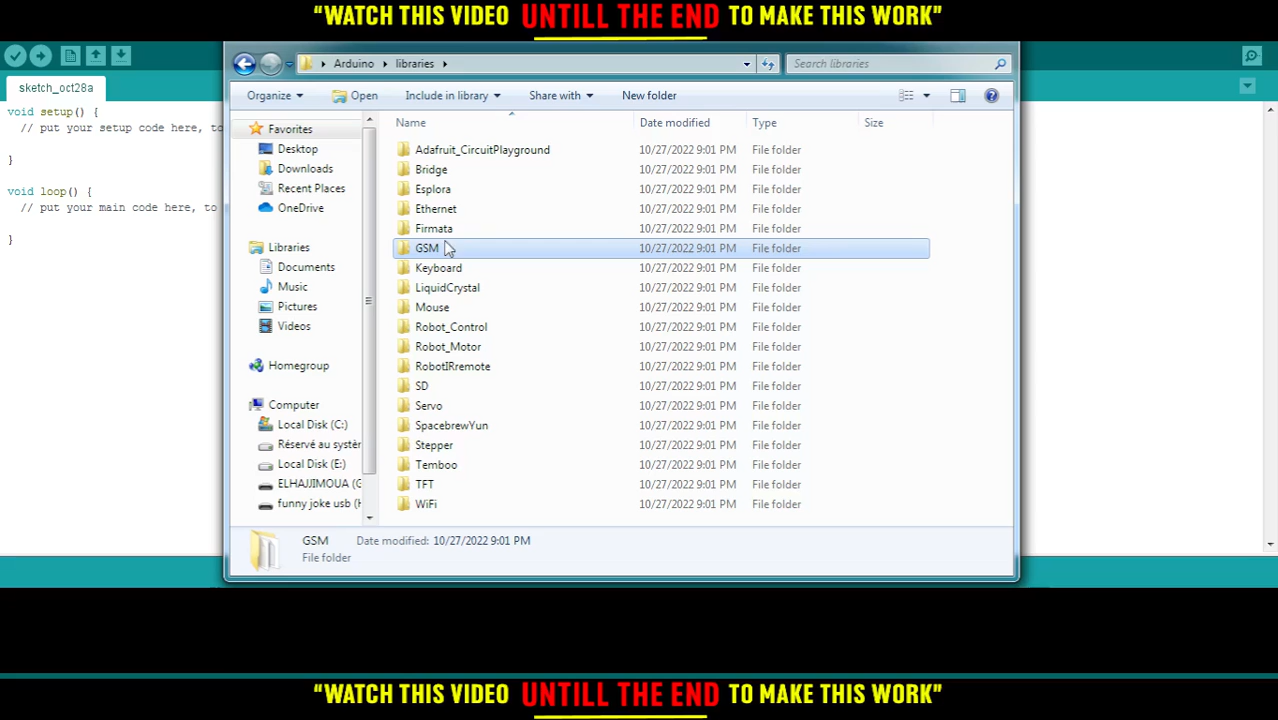 “WATCH THIS VIDEO UNTILL THE END TO MAKE THIS WORK”
Arduino libraries
Search libraries
sketch_oct28a
Organize Open Include in library Share with New folder
void setup() {
// put your setup code here, to
}
void loop() {
// put your main code here, to
}
Favorites
Desktop
Downloads
Recent Places
OneDrive
Libraries
Documents
Music
Pictures
Videos
Homegroup
Computer
Local Disk (C:)
Réservé au systèr
Local Disk (E:)
ELHAJJIMOUA (G
funny joke usb (H
Name Date modified Type Size
Adafruit_CircuitPlayground 10/27/2022 9:01 PM File folder
Bridge 10/27/2022 9:01 PM File folder
Esplora 10/27/2022 9:01 PM File folder
Ethernet 10/27/2022 9:01 PM File folder
Firmata 10/27/2022 9:01 PM File folder
GSM 10/27/2022 9:01 PM File folder
Keyboard 10/27/2022 9:01 PM File folder
LiquidCrystal 10/27/2022 9:01 PM File folder
Mouse 10/27/2022 9:01 PM File folder
Robot_Control 10/27/2022 9:01 PM File folder
Robot_Motor 10/27/2022 9:01 PM File folder
RobotIRremote 10/27/2022 9:01 PM File folder
SD 10/27/2022 9:01 PM File folder
Servo 10/27/2022 9:01 PM File folder
SpacebrewYun 10/27/2022 9:01 PM File folder
Stepper 10/27/2022 9:01 PM File folder
Temboo 10/27/2022 9:01 PM File folder
TFT 10/27/2022 9:01 PM File folder
WiFi 10/27/2022 9:01 PM File folder
GSM Date modified: 10/27/2022 9:01 PM
File folder
“WATCH THIS VIDEO UNTILL THE END TO MAKE THIS WORK”